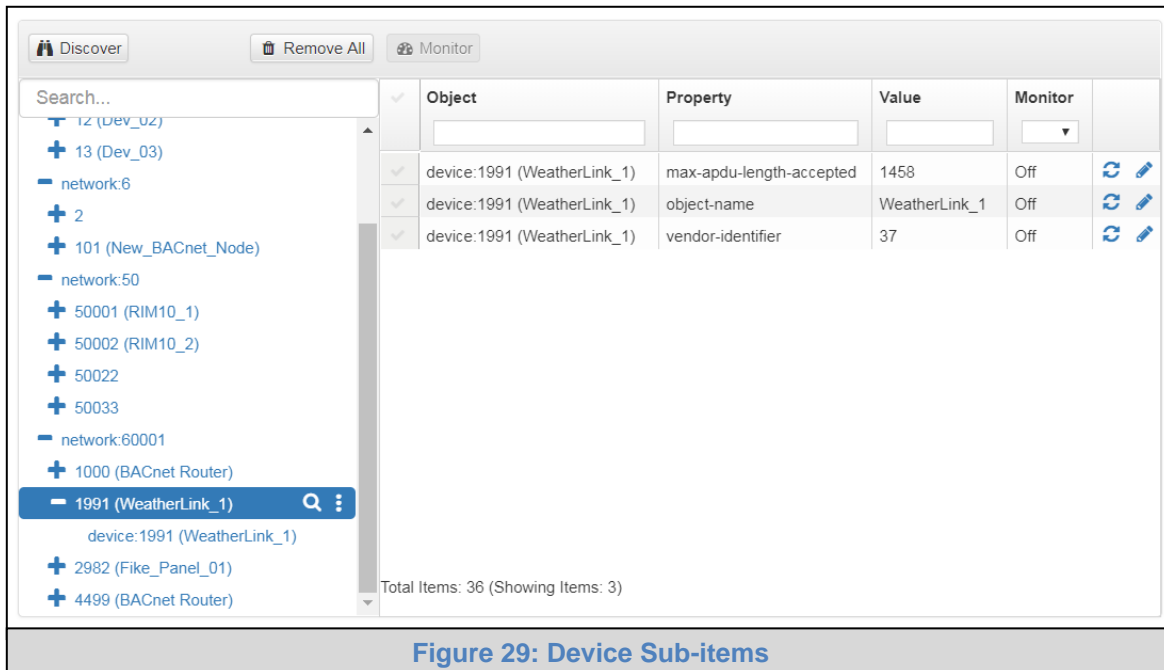 Discover Remove All Monitor
Search...
12 (Dev_02)
13 (Dev_03)
network:6
2
101 (New_BACnet_Node)
network:50
50001 (RIM10_1)
50002 (RIM10_2)
50022
50033
network:60001
1000 (BACnet Router)
1991 (WeatherLink_1)
device:1991 (WeatherLink_1)
2982 (Fike_Panel_01)
4499 (BACnet Router)
Object Property Value Monitor
device:1991 (WeatherLink_1) max-apdu-length-accepted 1458 Off
device:1991 (WeatherLink_1) object-name WeatherLink_1 Off
device:1991 (WeatherLink_1) vendor-identifier 37 Off
Total Items: 36 (Showing Items: 3)
Figure 29: Device Sub-items